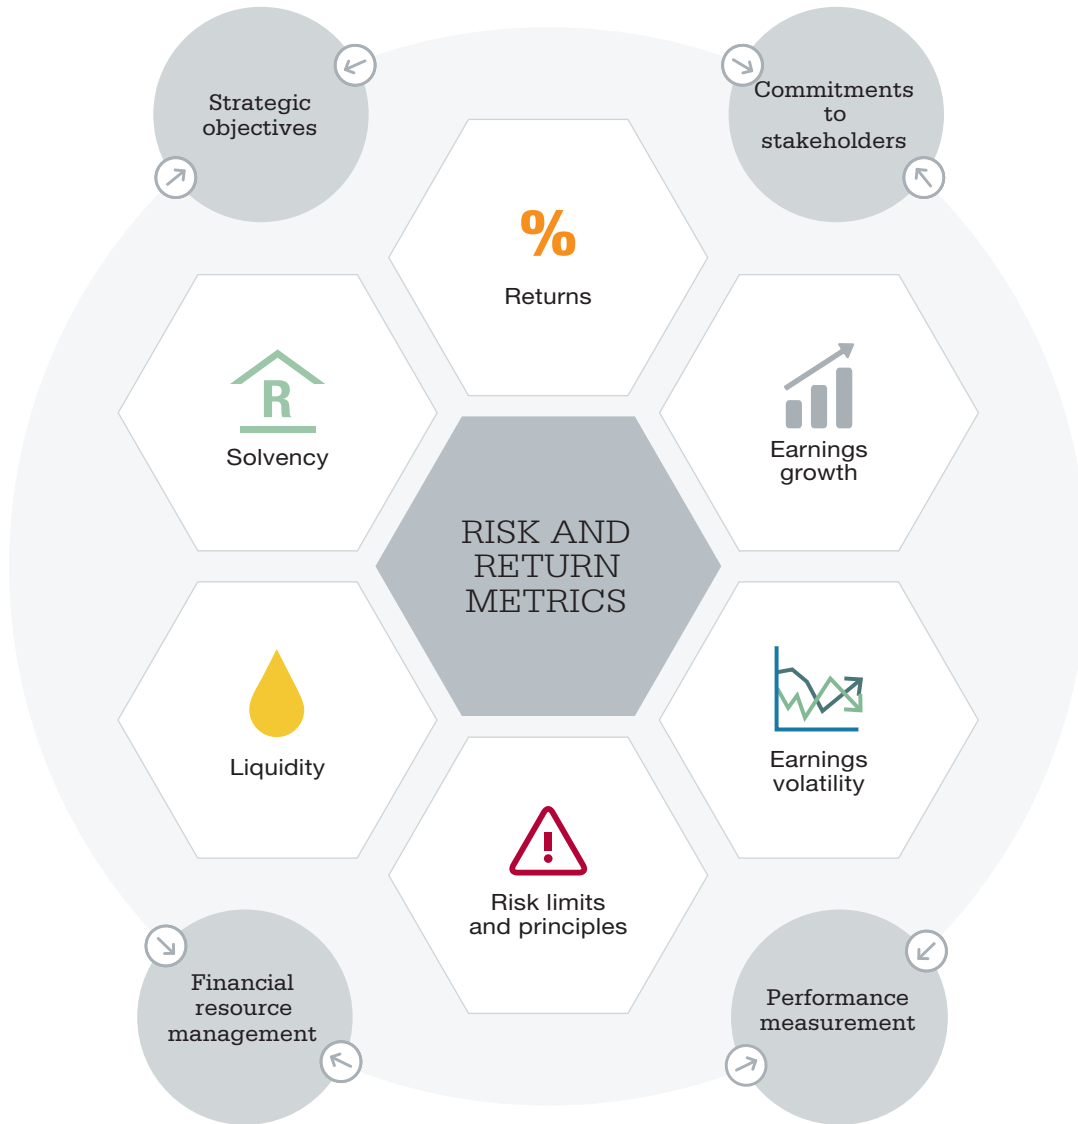 Strategic
objectives
Commitments
to
stakeholders
%
Returns
R
Solvency
Earnings
growth
RISK AND
RETURN
METRICS
Liquidity
Earnings
volatility
!
Risk limits
and principles
Financial
resource
management
Performance
measurement